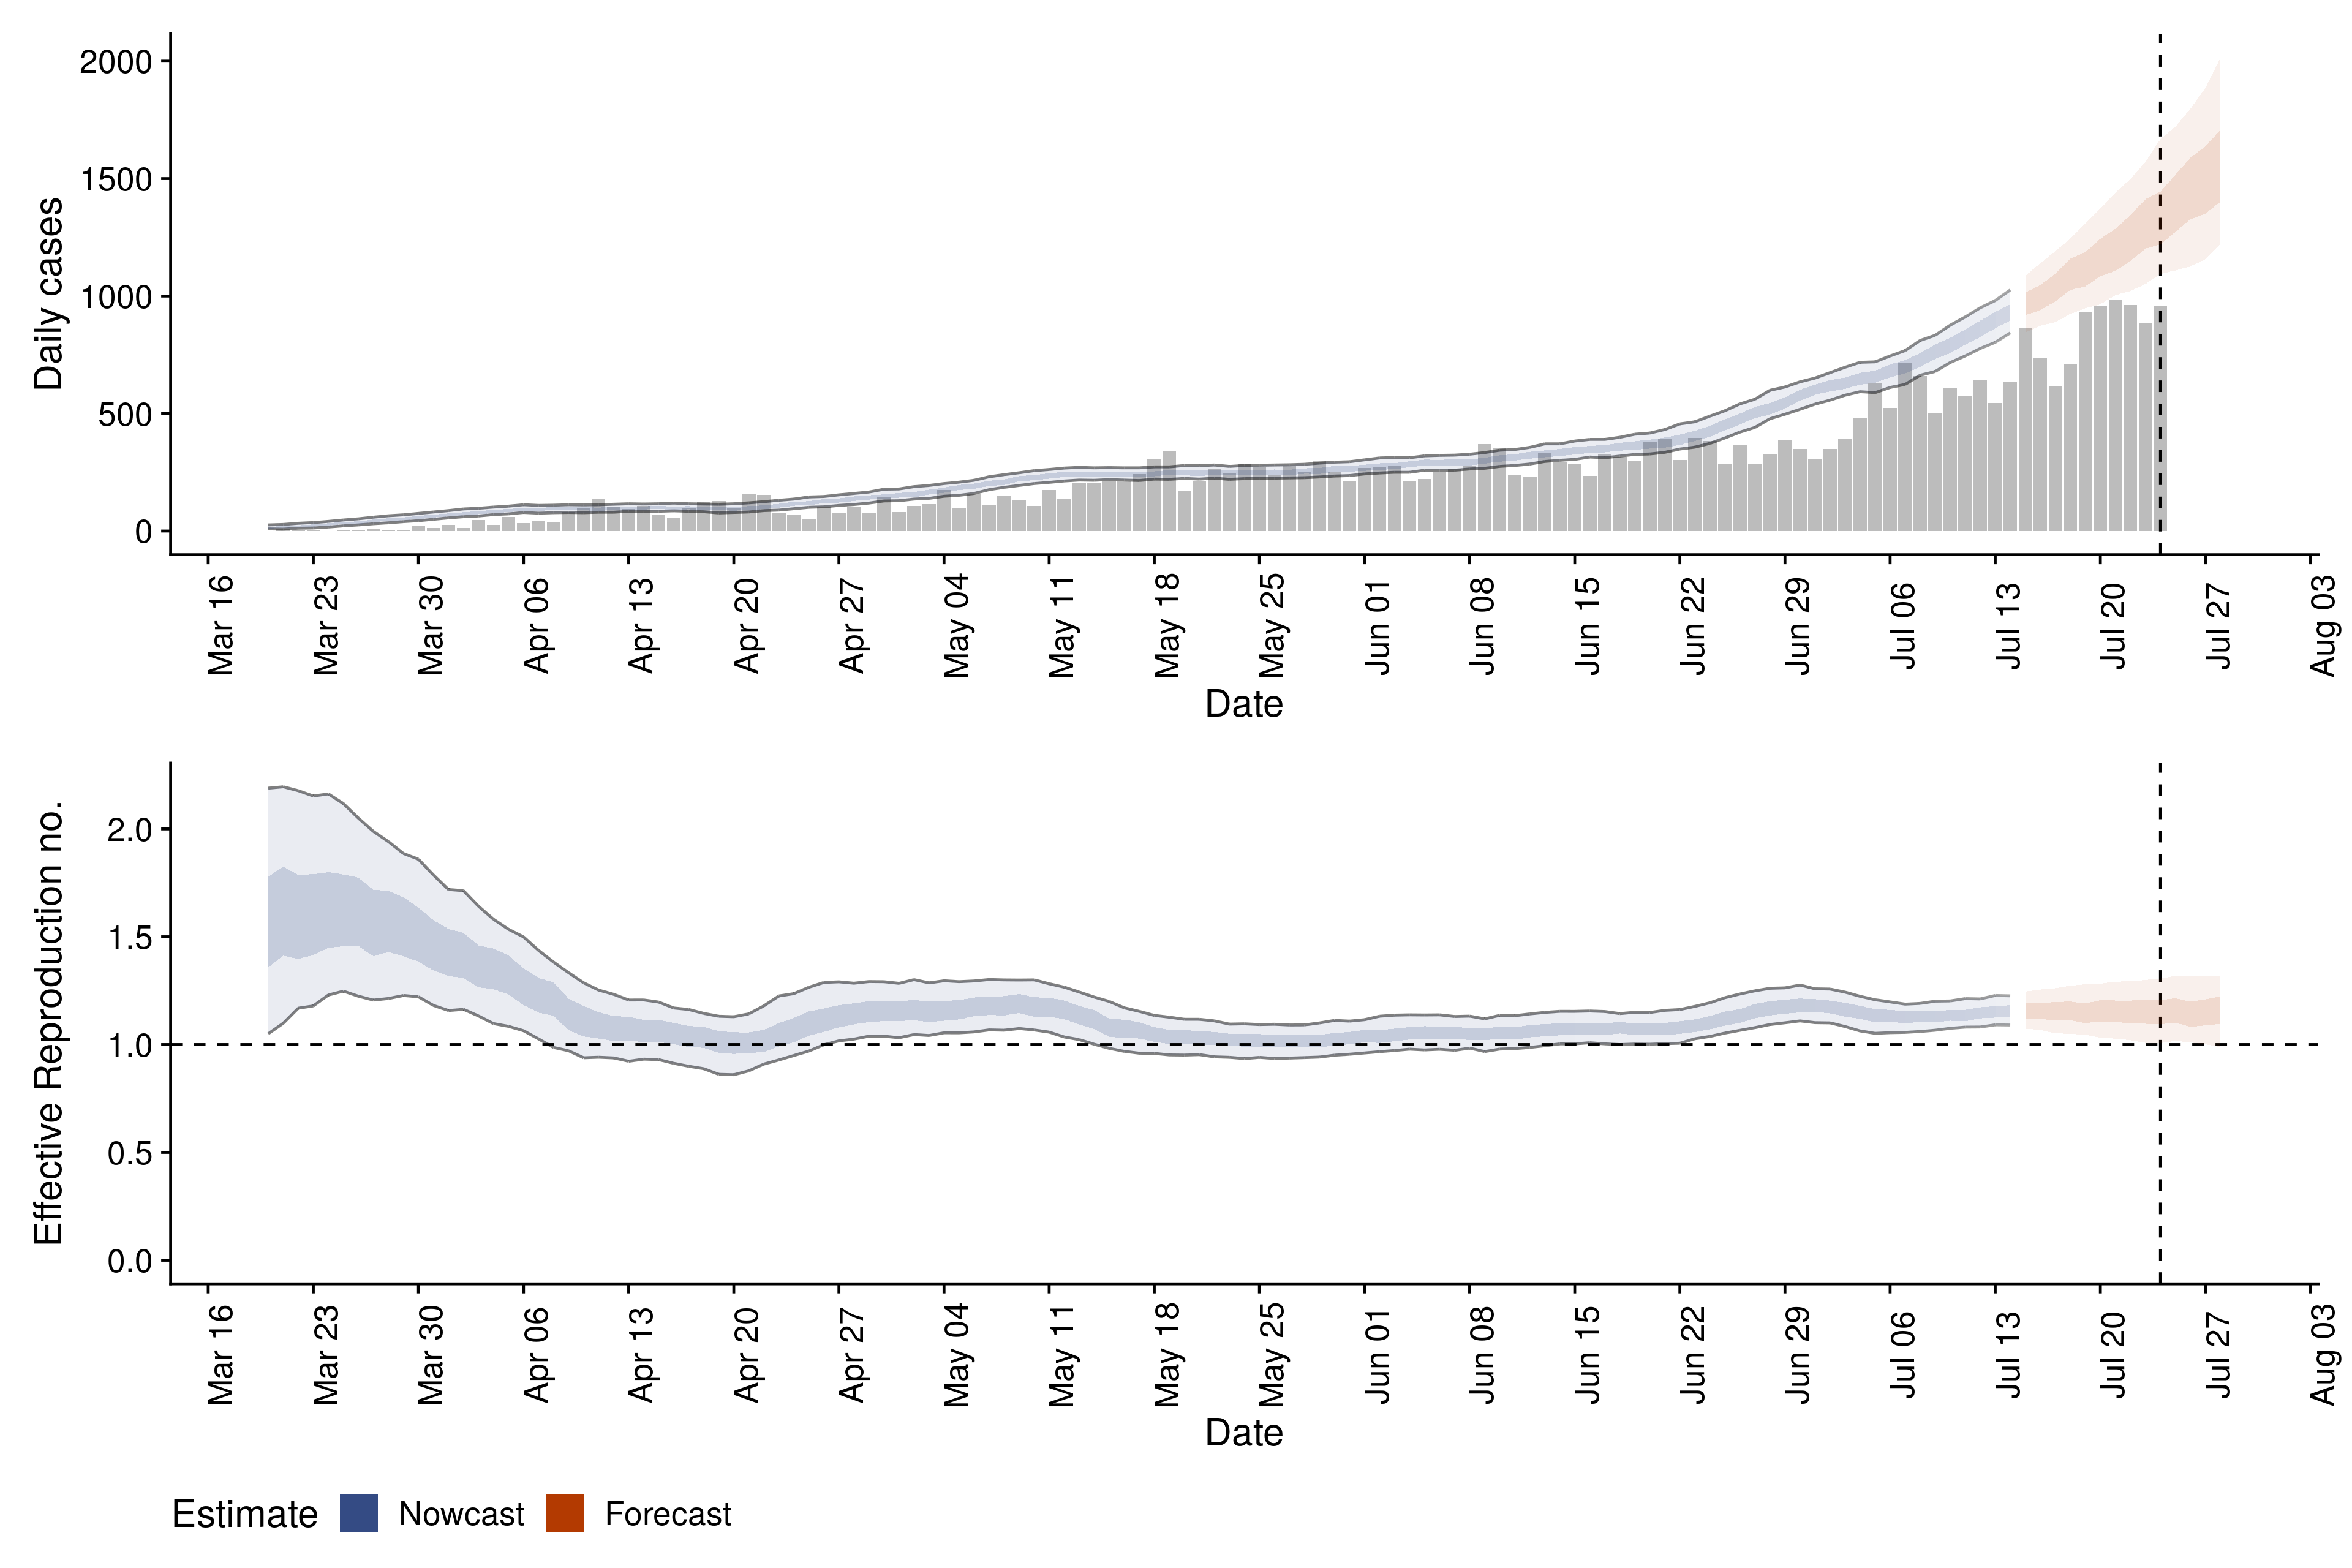 Daily cases
2000
1500
1000
500
0
Mar 16
Mar 23
Mar 30
Apr 06
Apr 13
Apr 20
Apr 27
May 04
May 11
May 18
May 25
Jun 01
Jun 08
Jun 15
Jun 22
Jun 29
Jul 06
Jul 13
Jul 20
Jul 27
Aug 03
Date
Effective Reproduction no.
2.0
1.5
1.0
0.5
0.0
Mar 16
Mar 23
Mar 30
Apr 06
Apr 13
Apr 20
Apr 27
May 04
May 11
May 18
May 25
Jun 01
Jun 08
Jun 15
Jun 22
Jun 29
Jul 06
Jul 13
Jul 20
Jul 27
Aug 03
Date
Estimate Nowcast Forecast